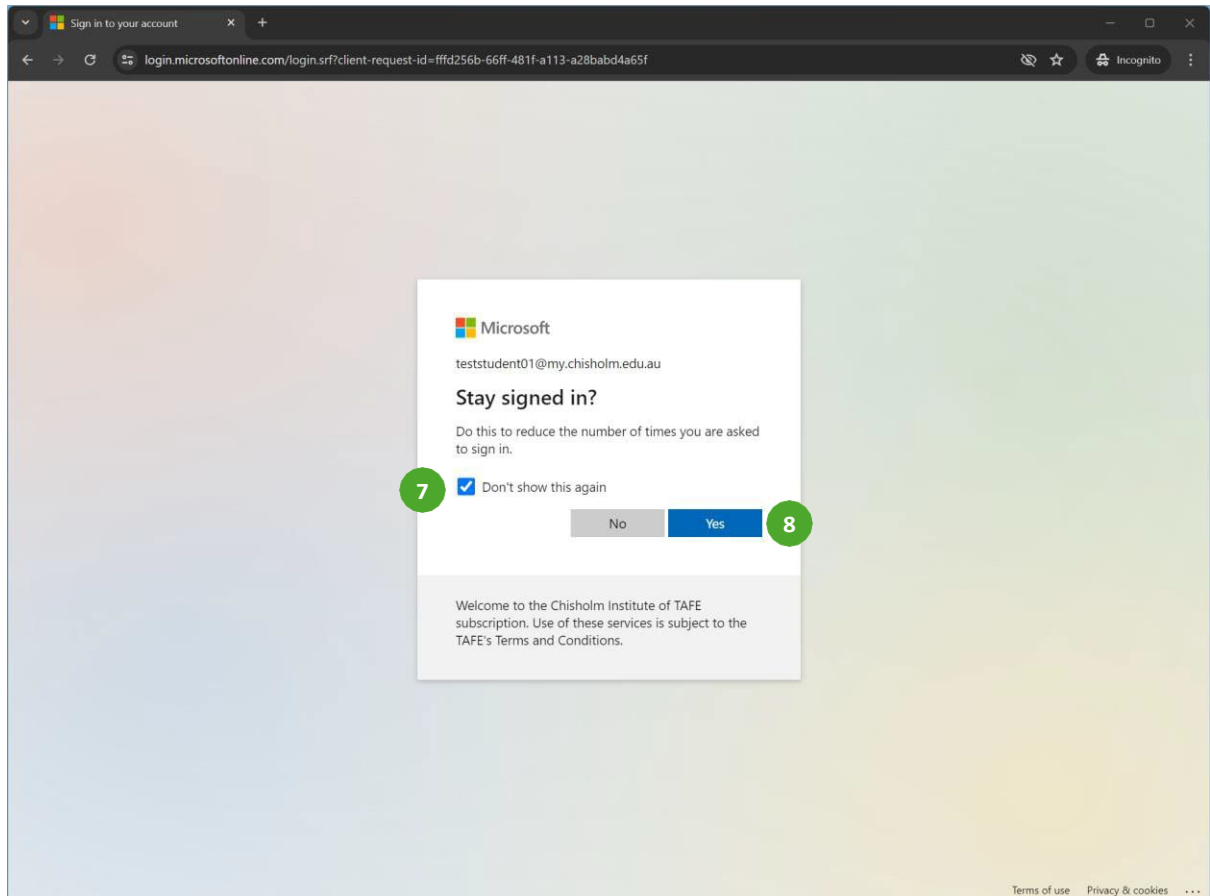 Sign in to your account
login.microsoftonline.com/login.srf?client-request-id=fffd256b-66ff-481f-a113-a28babd4a65f
Incognito
Microsoft
teststudent01@my.chisholm.edu.au
Stay signed in?
Do this to reduce the number of times you are asked
to sign in.
7 Don't show this again
No Yes 8
Welcome to the Chisholm Institute of TAFE
subscription. Use of these services is subject to the
TAFE's Terms and Conditions.
Terms of use Privacy & cookies ...